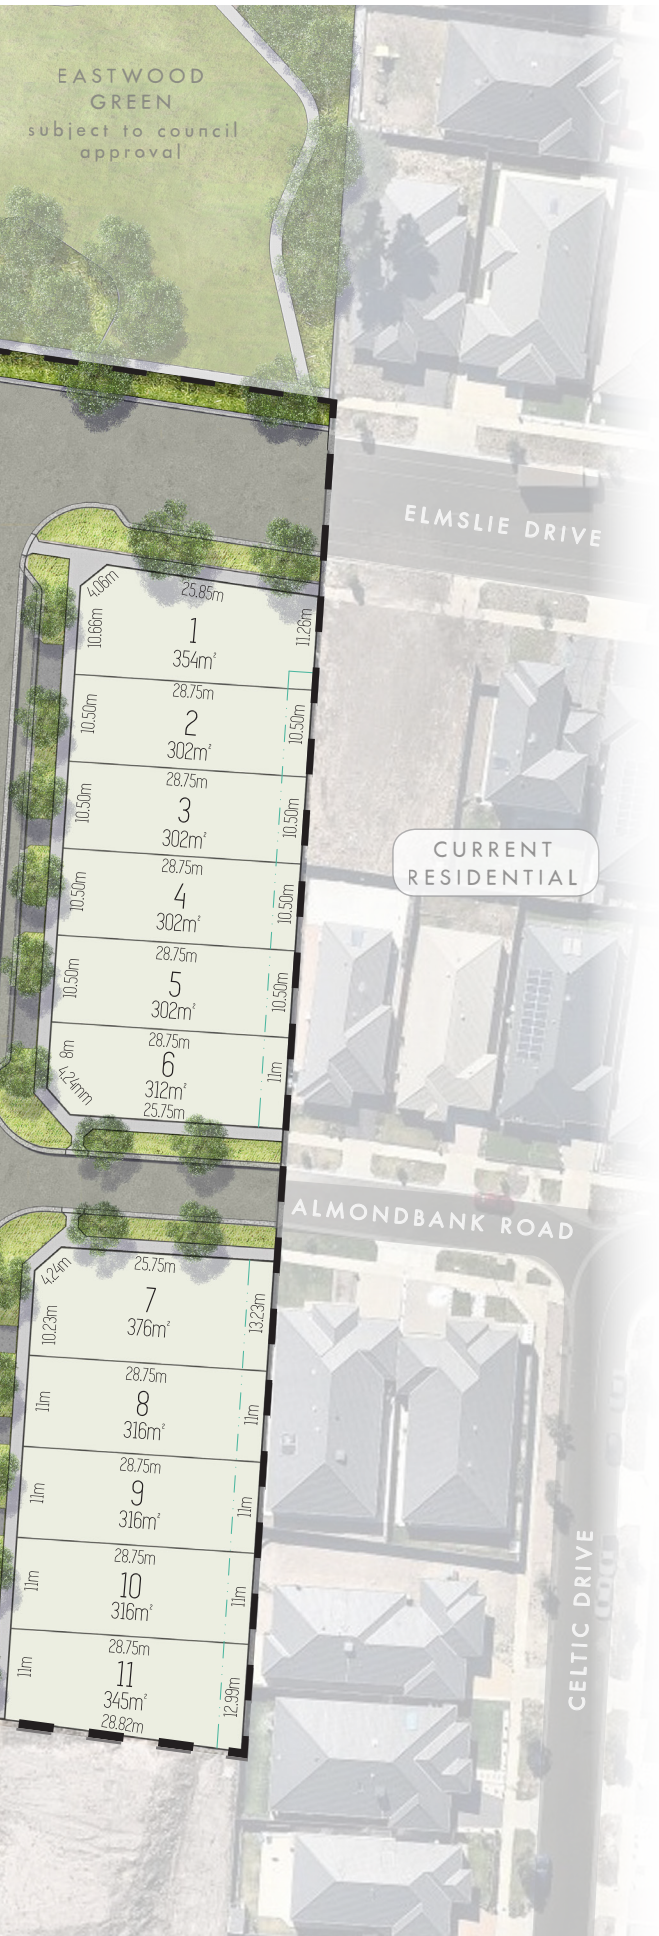 EASTWOOD
GREEN
subject to council
approval
ELMSLIE DRIVE
4.06m
25.85m
10.66m
1
11.26m
354m²
28.75m
10.50m
2
10.50m
302m²
28.75m
10.50m
3
10.50m
302m²
CURRENT
RESIDENTIAL
28.75m
10.50m
4
10.50m
302m²
28.75m
10.50m
5
10.50m
302m²
28.75m
8m
6
11m
4.24mm
312m²
25.75m
ALMONDBANK ROAD
4.24m
25.75m
7
13.23m
10.23m
376m²
28.75m
11m
8
11m
316m²
28.75m
11m
9
11m
316m²
28.75m
11m
10
11m
316m²
CELTIC DRIVE
28.75m
11m
11
12.99m
345m²
28.82m